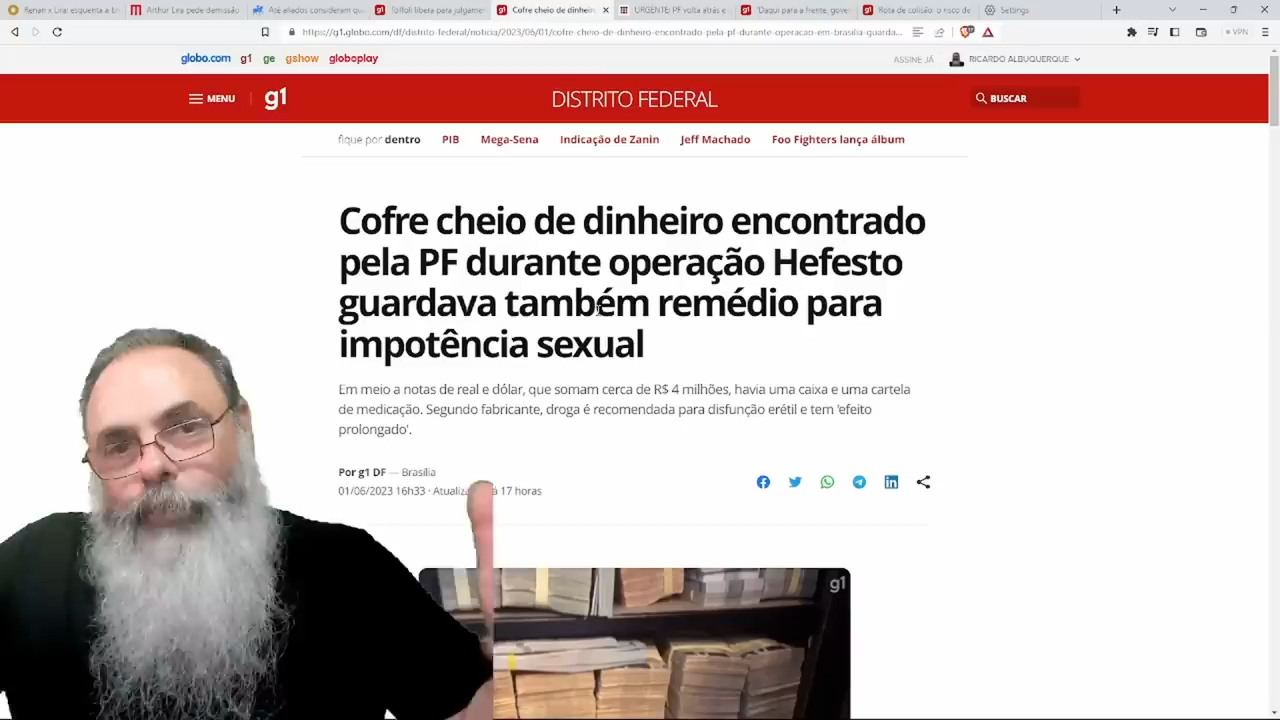 Renan x Lira: esquenta a b
Arthur Lira pede demissão
Até aliados consideram qu
Toffoli libera para julgamen
Cofre cheio de dinheiro
URGENTE: PF volta atrás e
"Daqui para a frente, gover
Rota de colisão: o risco de
Settings
https://g1.globo.com/df/distrito-federal/noticia/2023/06/01/cofre-cheio-de-dinheiro-encontrado-pela-pf-durante-operacao-em-brasilia-guarda...
VPN
globo.com g1 ge gshow globoplay
ASSINE JÁ
RICARDO ALBUQUERQUE
MENU
g1
DISTRITO FEDERAL
BUSCAR
fique por dentro PIB Mega-Sena Indicação de Zanin Jeff Machado Foo Fighters lança álbum
Cofre cheio de dinheiro encontrado
pela PF durante operação Hefesto
guardava também remédio para
impotência sexual
Em meio a notas de real e dólar, que somam cerca de R$ 4 milhões, havia uma caixa e uma cartela
de medicação. Segundo fabricante, droga é recomendada para disfunção erétil e tem 'efeito
prolongado'.
Por g1 DF — Brasília
01/06/2023 16h33 · Atualiza 17 horas
g1